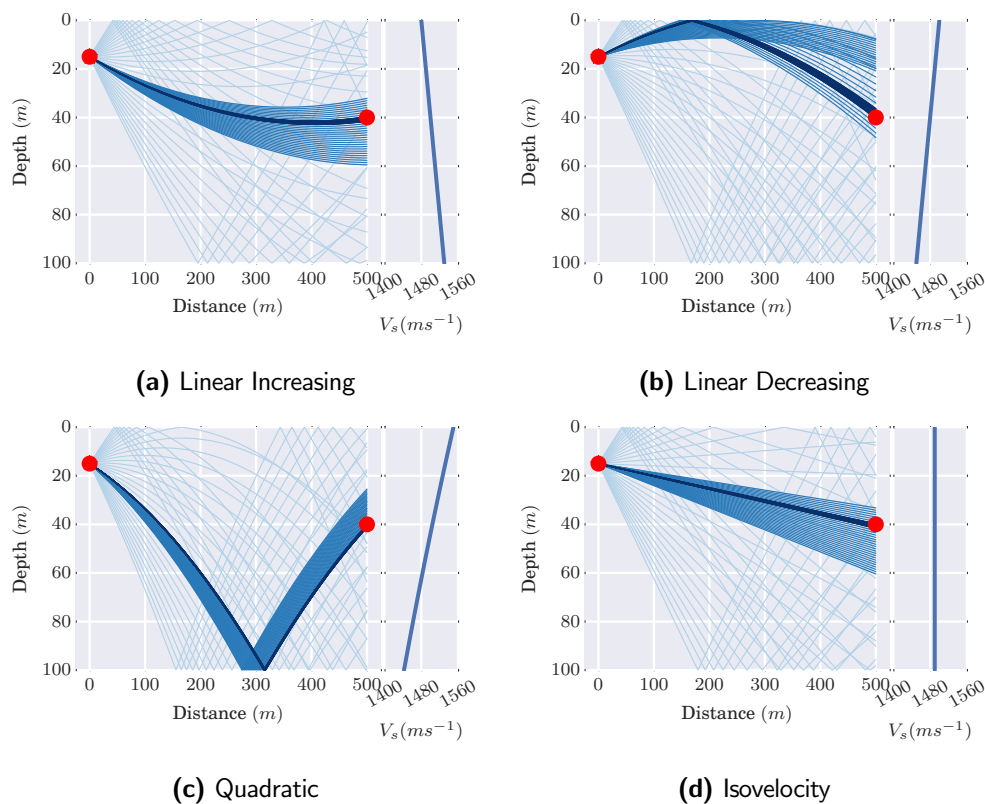 0
20
40
60
80
100
Depth (m)
0 100 200 300 400 500
Distance (m)
1400 1480 1560
V_s(ms^{-1})
(a) Linear Increasing
0
20
40
60
80
100
Depth (m)
0 100 200 300 400 500
Distance (m)
1400 1480 1560
V_s(ms^{-1})
(b) Linear Decreasing
0
20
40
60
80
100
Depth (m)
0 100 200 300 400 500
Distance (m)
1400 1480 1560
V_s(ms^{-1})
(c) Quadratic
0
20
40
60
80
100
Depth (m)
0 100 200 300 400 500
Distance (m)
1400 1480 1560
V_s(ms^{-1})
(d) Isovelocity